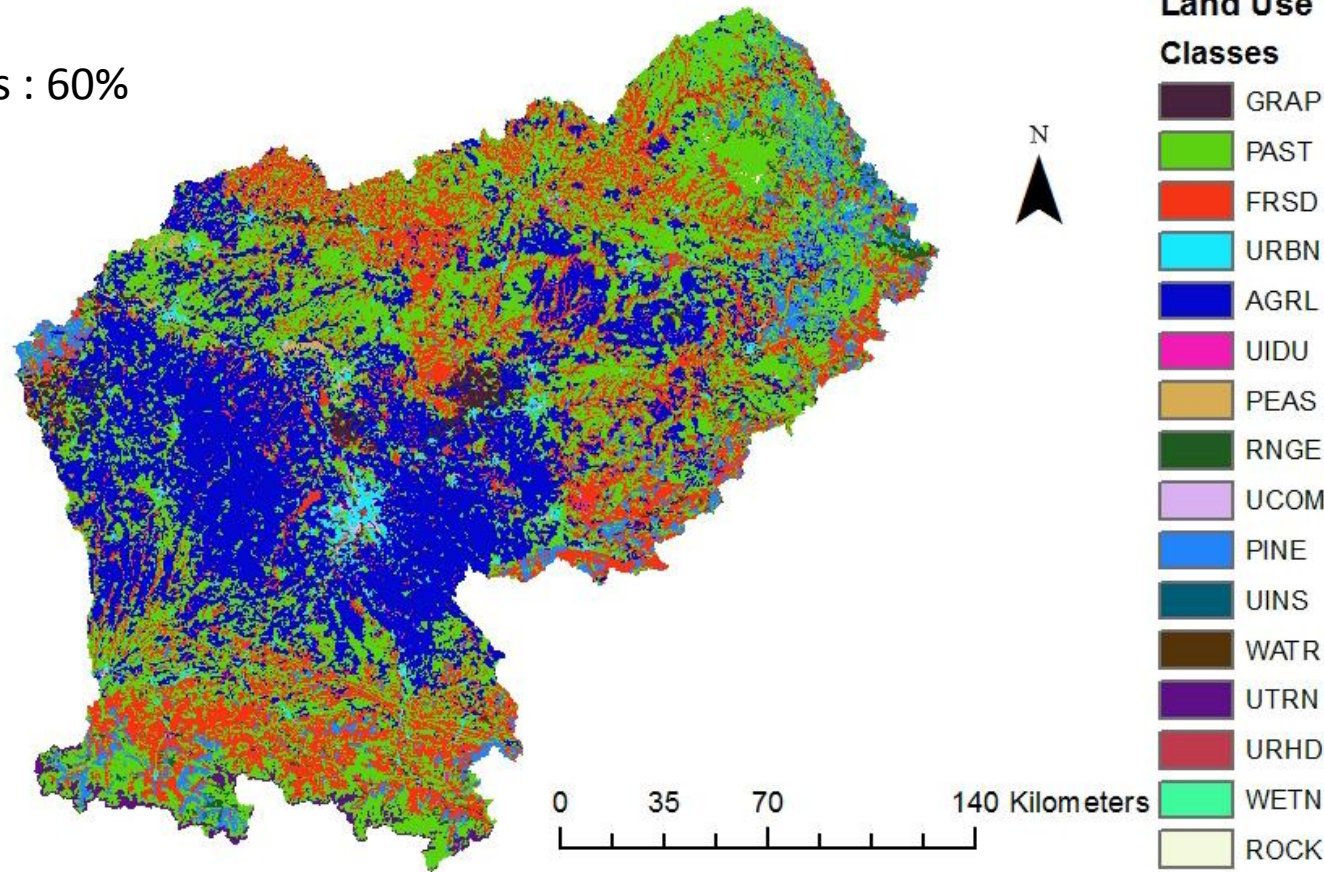 s : 60%
Land Use
Classes
GRAP
PAST
FRSD
URBN
AGRL
UIDU
PEAS
RNGE
UCOM
PINE
UINS
WATR
UTRN
URHD
WETN
ROCK
N
0 35 70 140 Kilometers